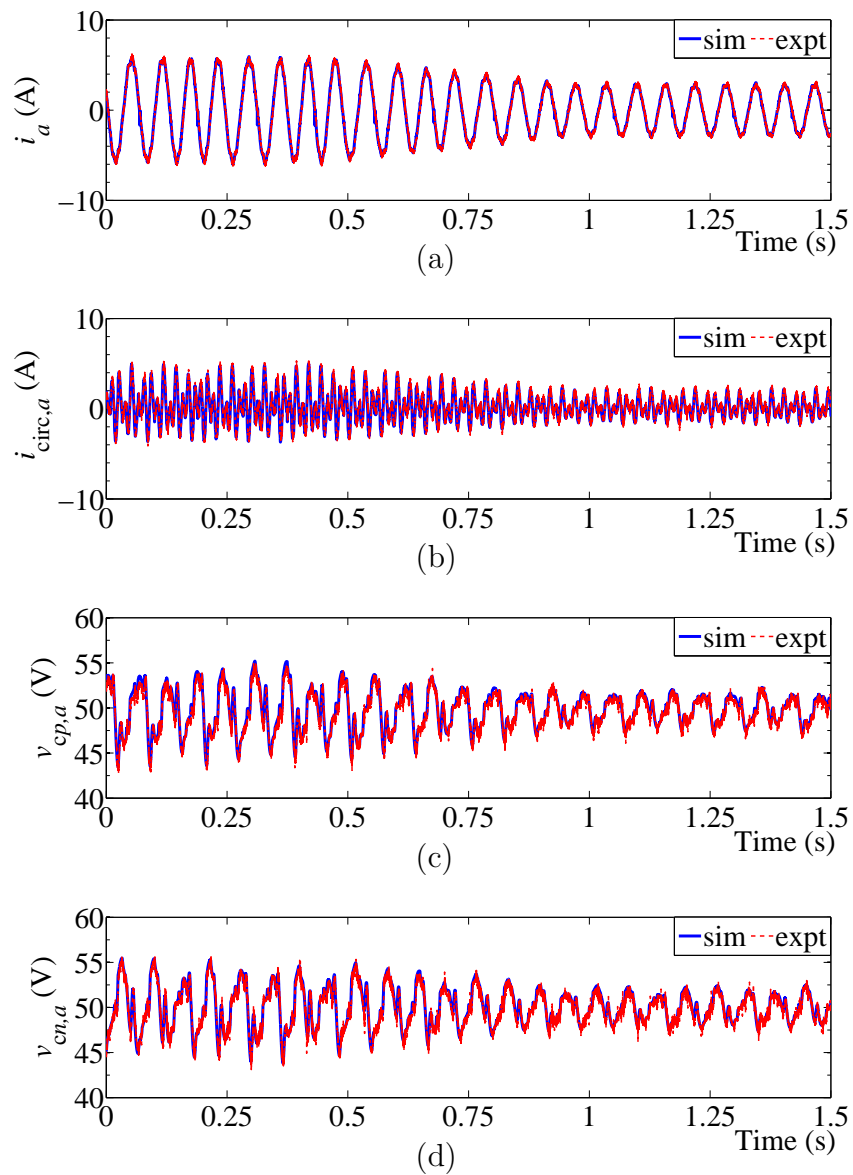 10
sim expt
i_a (A)
0
−10
0 0.25 0.5 0.75 1 1.25 1.5
Time (s)
(a)
10
sim expt
i_circ,a (A)
0
−10
0 0.25 0.5 0.75 1 1.25 1.5
Time (s)
(b)
60
sim expt
55
v_cp,a (V)
50
45
40
0 0.25 0.5 0.75 1 1.25 1.5
Time (s)
(c)
60
sim expt
55
v_cn,a (V)
50
45
40
0 0.25 0.5 0.75 1 1.25 1.5
Time (s)
(d)